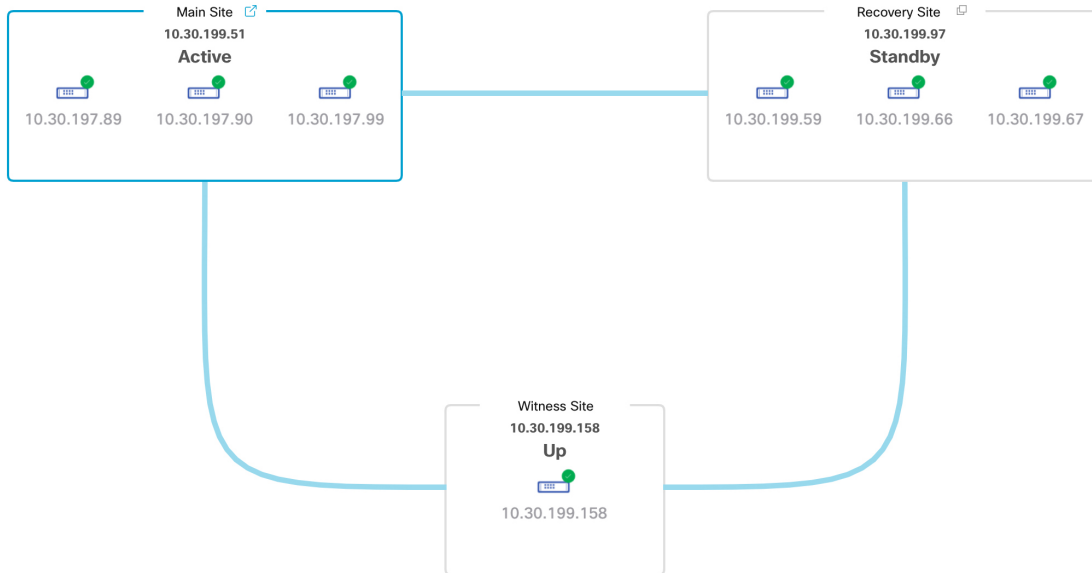 Main Site
10.30.199.51
Active
10.30.197.89 10.30.197.90 10.30.197.99
Recovery Site
10.30.199.97
Standby
10.30.199.59 10.30.199.66 10.30.199.67
Witness Site
10.30.199.158
Up
10.30.199.158